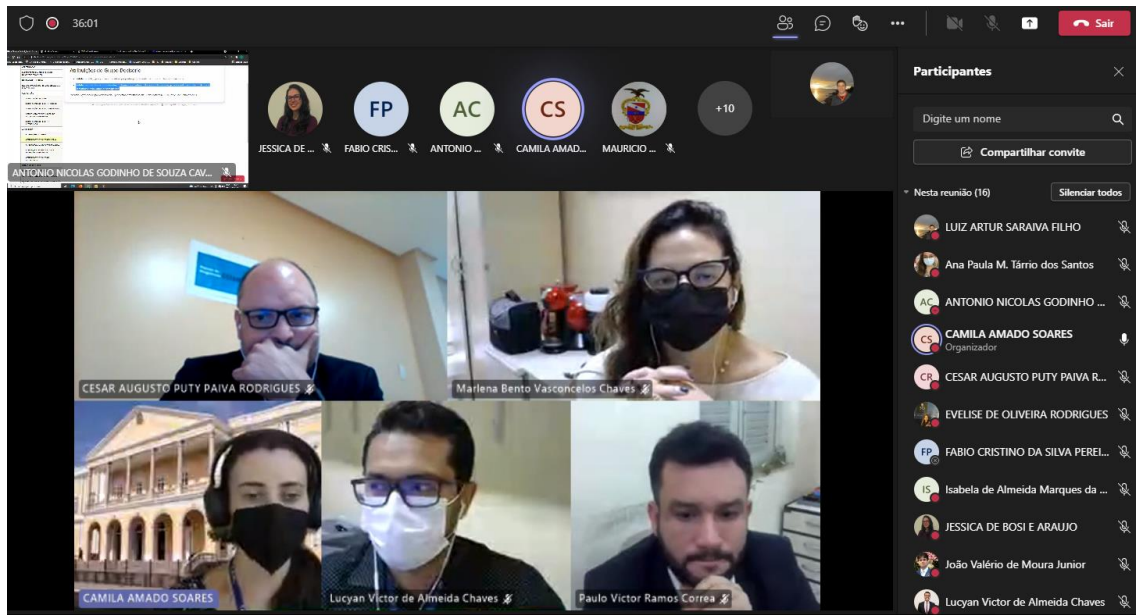 36:01
Sair
Atribuições do Grupo Decisório
ANTONIO NICOLAS GODINHO DE SOUZA CAV...
JESSICA DE ...
FP
FABIO CRIS...
AC
ANTONIO ...
CS
CAMILA AMAD...
MAURICIO ...
+10
CESAR AUGUSTO PUTY PAIVA RODRIGUES
Marlena Bento Vasconcelos Chaves
CAMILA AMADO SOARES
Lucyan Victor de Almeida Chaves
Paulo Victor Ramos Correa
Participantes
Digite um nome
Compartilhar convite
Nesta reunião (16)
Silenciar todos
LUIZ ARTUR SARAIVA FILHO
Ana Paula M. Tárrio dos Santos
AC
ANTONIO NICOLAS GODINHO ...
CS
CAMILA AMADO SOARES
Organizador
CR
CESAR AUGUSTO PUTY PAIVA R...
EVELISE DE OLIVEIRA RODRIGUES
FP
FABIO CRISTINO DA SILVA PEREI...
IS
Isabela de Almeida Marques da ...
JESSICA DE BOSI E ARAUJO
João Valério de Moura Junior
Lucyan Victor de Almeida Chaves